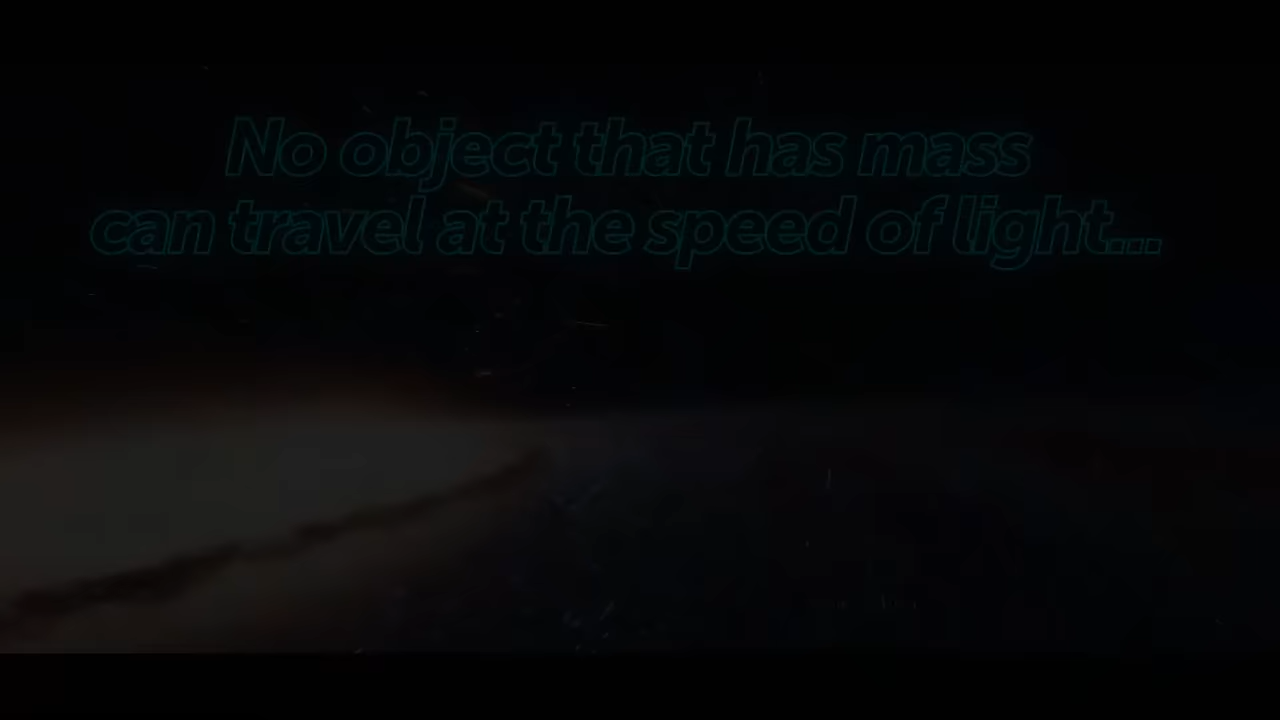 No object that has mass
can travel at the speed of light...